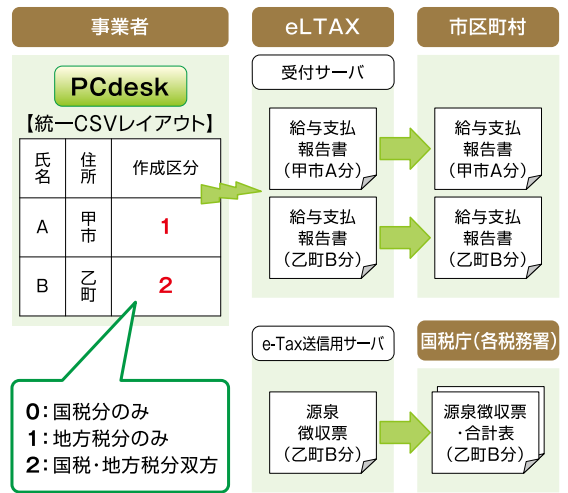 事業者
PCdesk
【統一CSVレイアウト】
氏名
住所
作成区分
A
甲市
1
B
乙町
2
0：国税分のみ
1：地方税分のみ
2：国税・地方税分双方
eLTAX
受付サーバ
給与支払
報告書
（甲市A分）
給与支払
報告書
（乙町B分）
e-Tax送信用サーバ
源泉
徴収票
（乙町B分）
市区町村
給与支払
報告書
（甲市A分）
給与支払
報告書
（乙町B分）
国税庁（各税務署）
源泉徴収票
・合計表
（乙町B分）